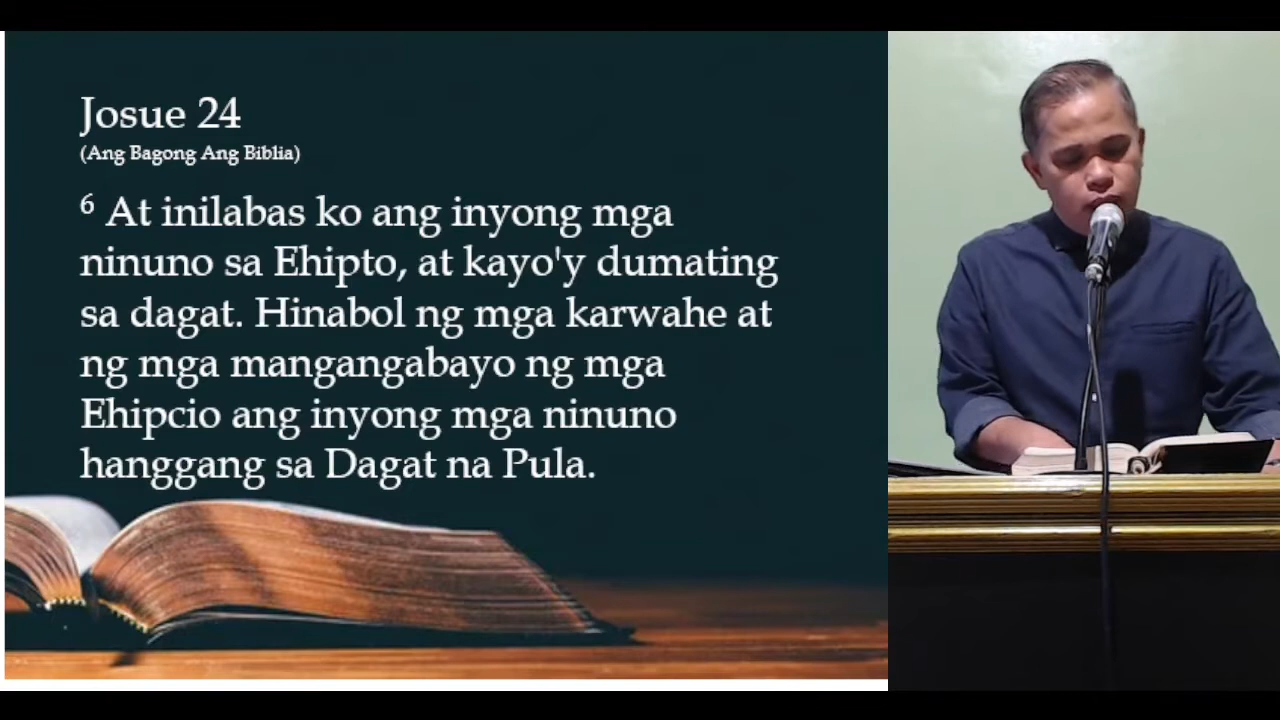 Josue 24
(Ang Bagong Ang Biblia)
6 At inilabas ko ang inyong mga
ninuno sa Ehipto, at kayo'y dumating
sa dagat. Hinabol ng mga karwahe at
ng mga mangangabayo ng mga
Ehipcio ang inyong mga ninuno
hanggang sa Dagat na Pula.